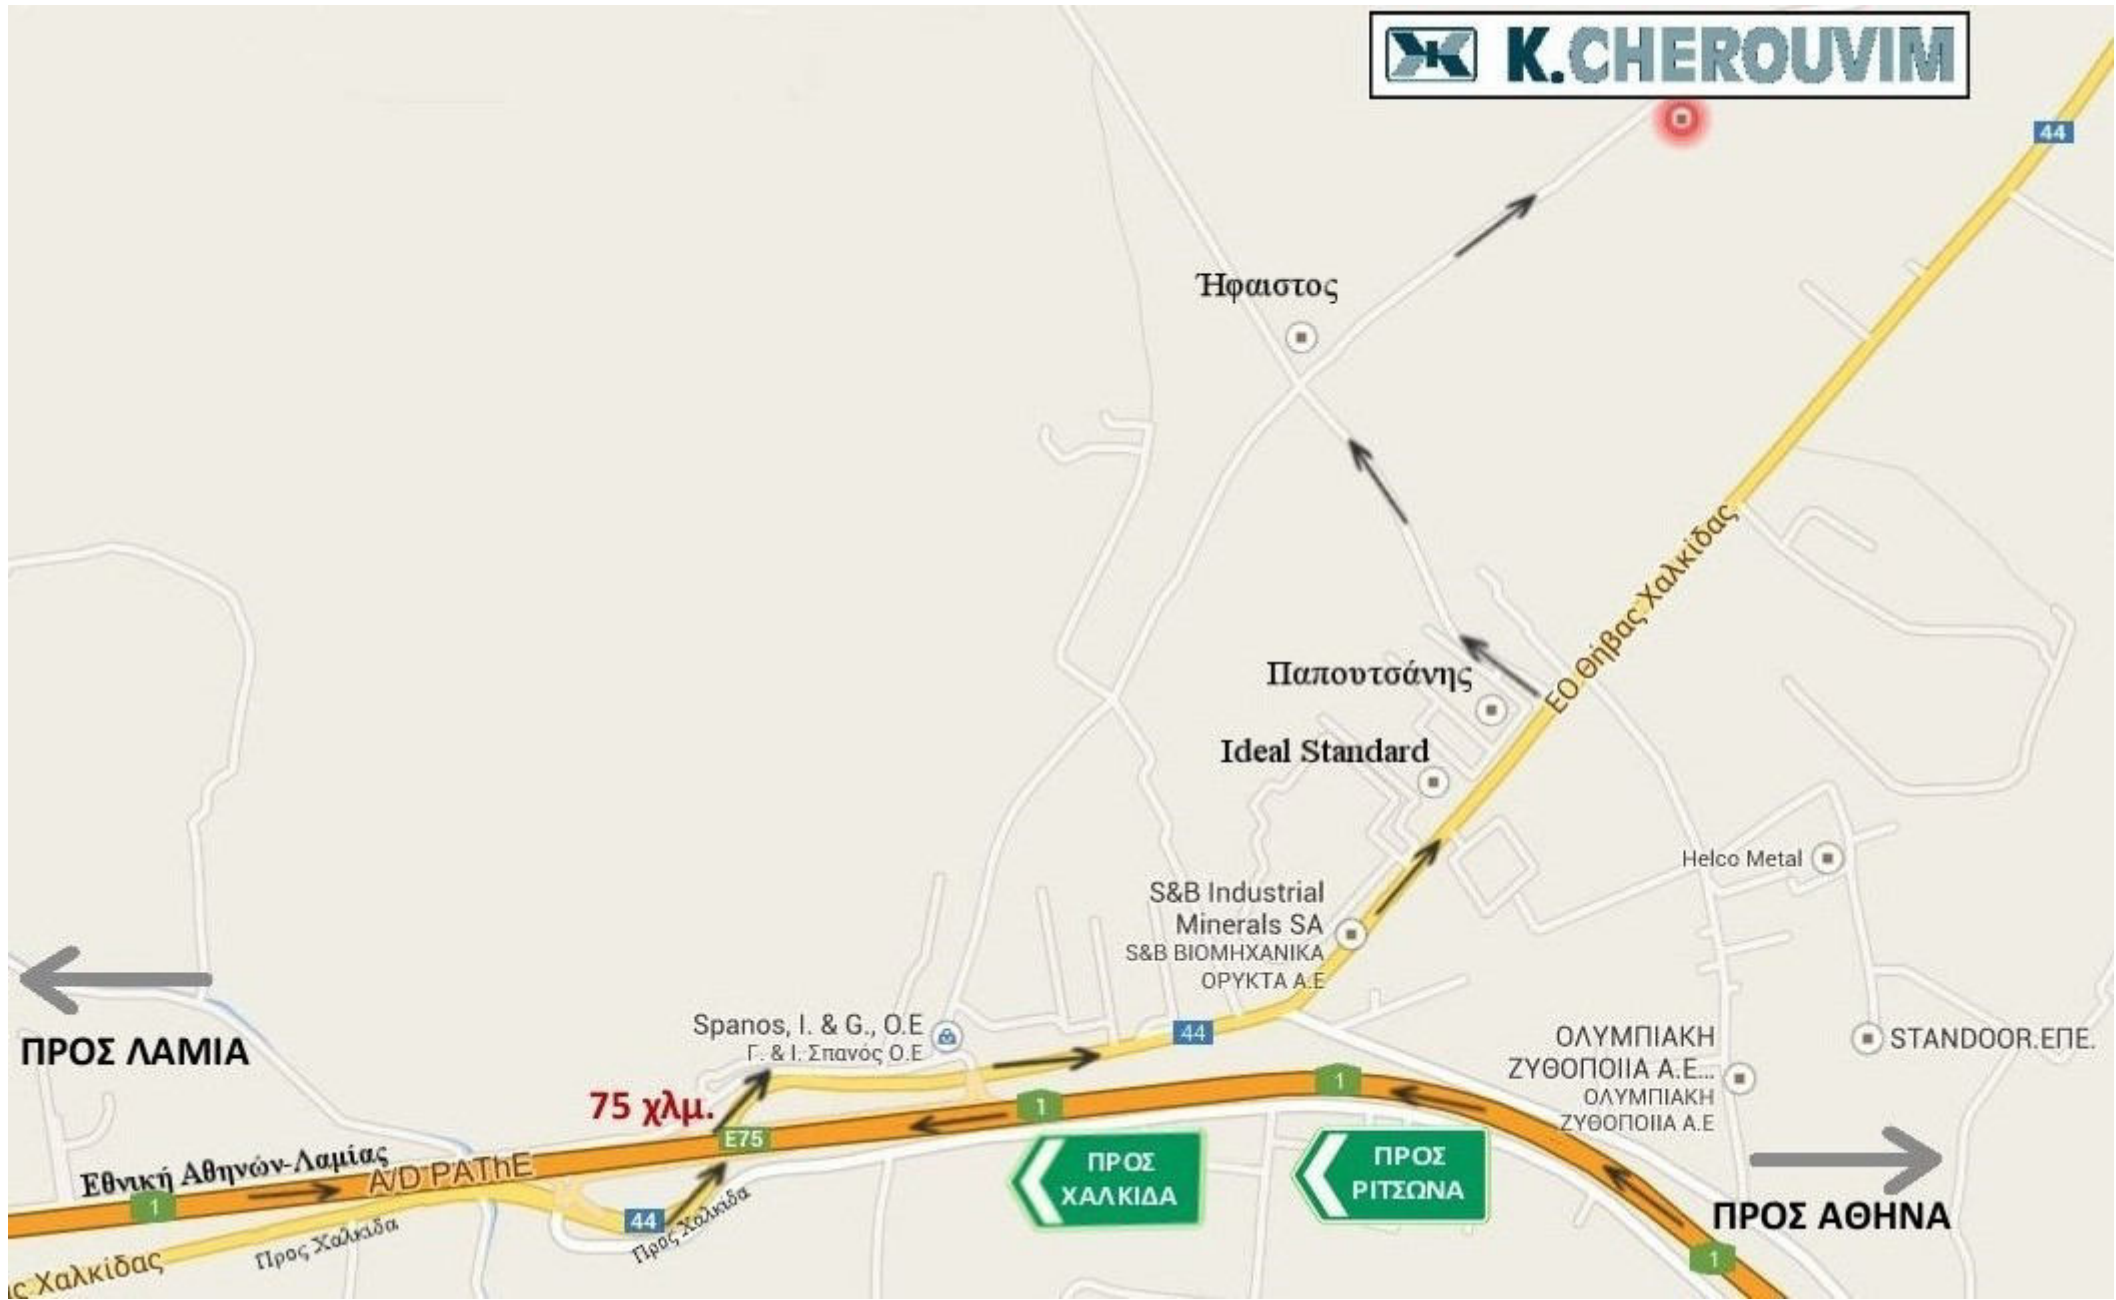 K.CHEROUVIM
44
Ήφαιστος
ΕΟ Θήβας Χαλκίδας
Παπουτσάνης
Ideal Standard
Helco Metal
S&B Industrial
Minerals SA
S&B ΒΙΟΜΗΧΑΝΙΚΑ
ΟΡΥΚΤΑ Α.Ε
ΠΡΟΣ ΛΑΜΙΑ
Spanos, I. & G., O.E
Γ. & Ι. Σπανός Ο.Ε
44
ΟΛΥΜΠΙΑΚΗ
ΖΥΘΟΠΟΙΙΑ Α.Ε...
ΟΛΥΜΠΙΑΚΗ
ΖΥΘΟΠΟΙΙΑ Α.Ε
STANDOOR.ΕΠΕ.
75 χλμ.
1
1
E75
Εθνική Αθηνών-Λαμίας
A/D PAThE
1
ΠΡΟΣ
ΧΑΛΚΙΔΑ
ΠΡΟΣ
ΡΙΤΣΩΝΑ
ΠΡΟΣ ΑΘΗΝΑ
44
Προς Χαλκίδα
Προς Χαλκίδα
ς Χαλκίδας
1